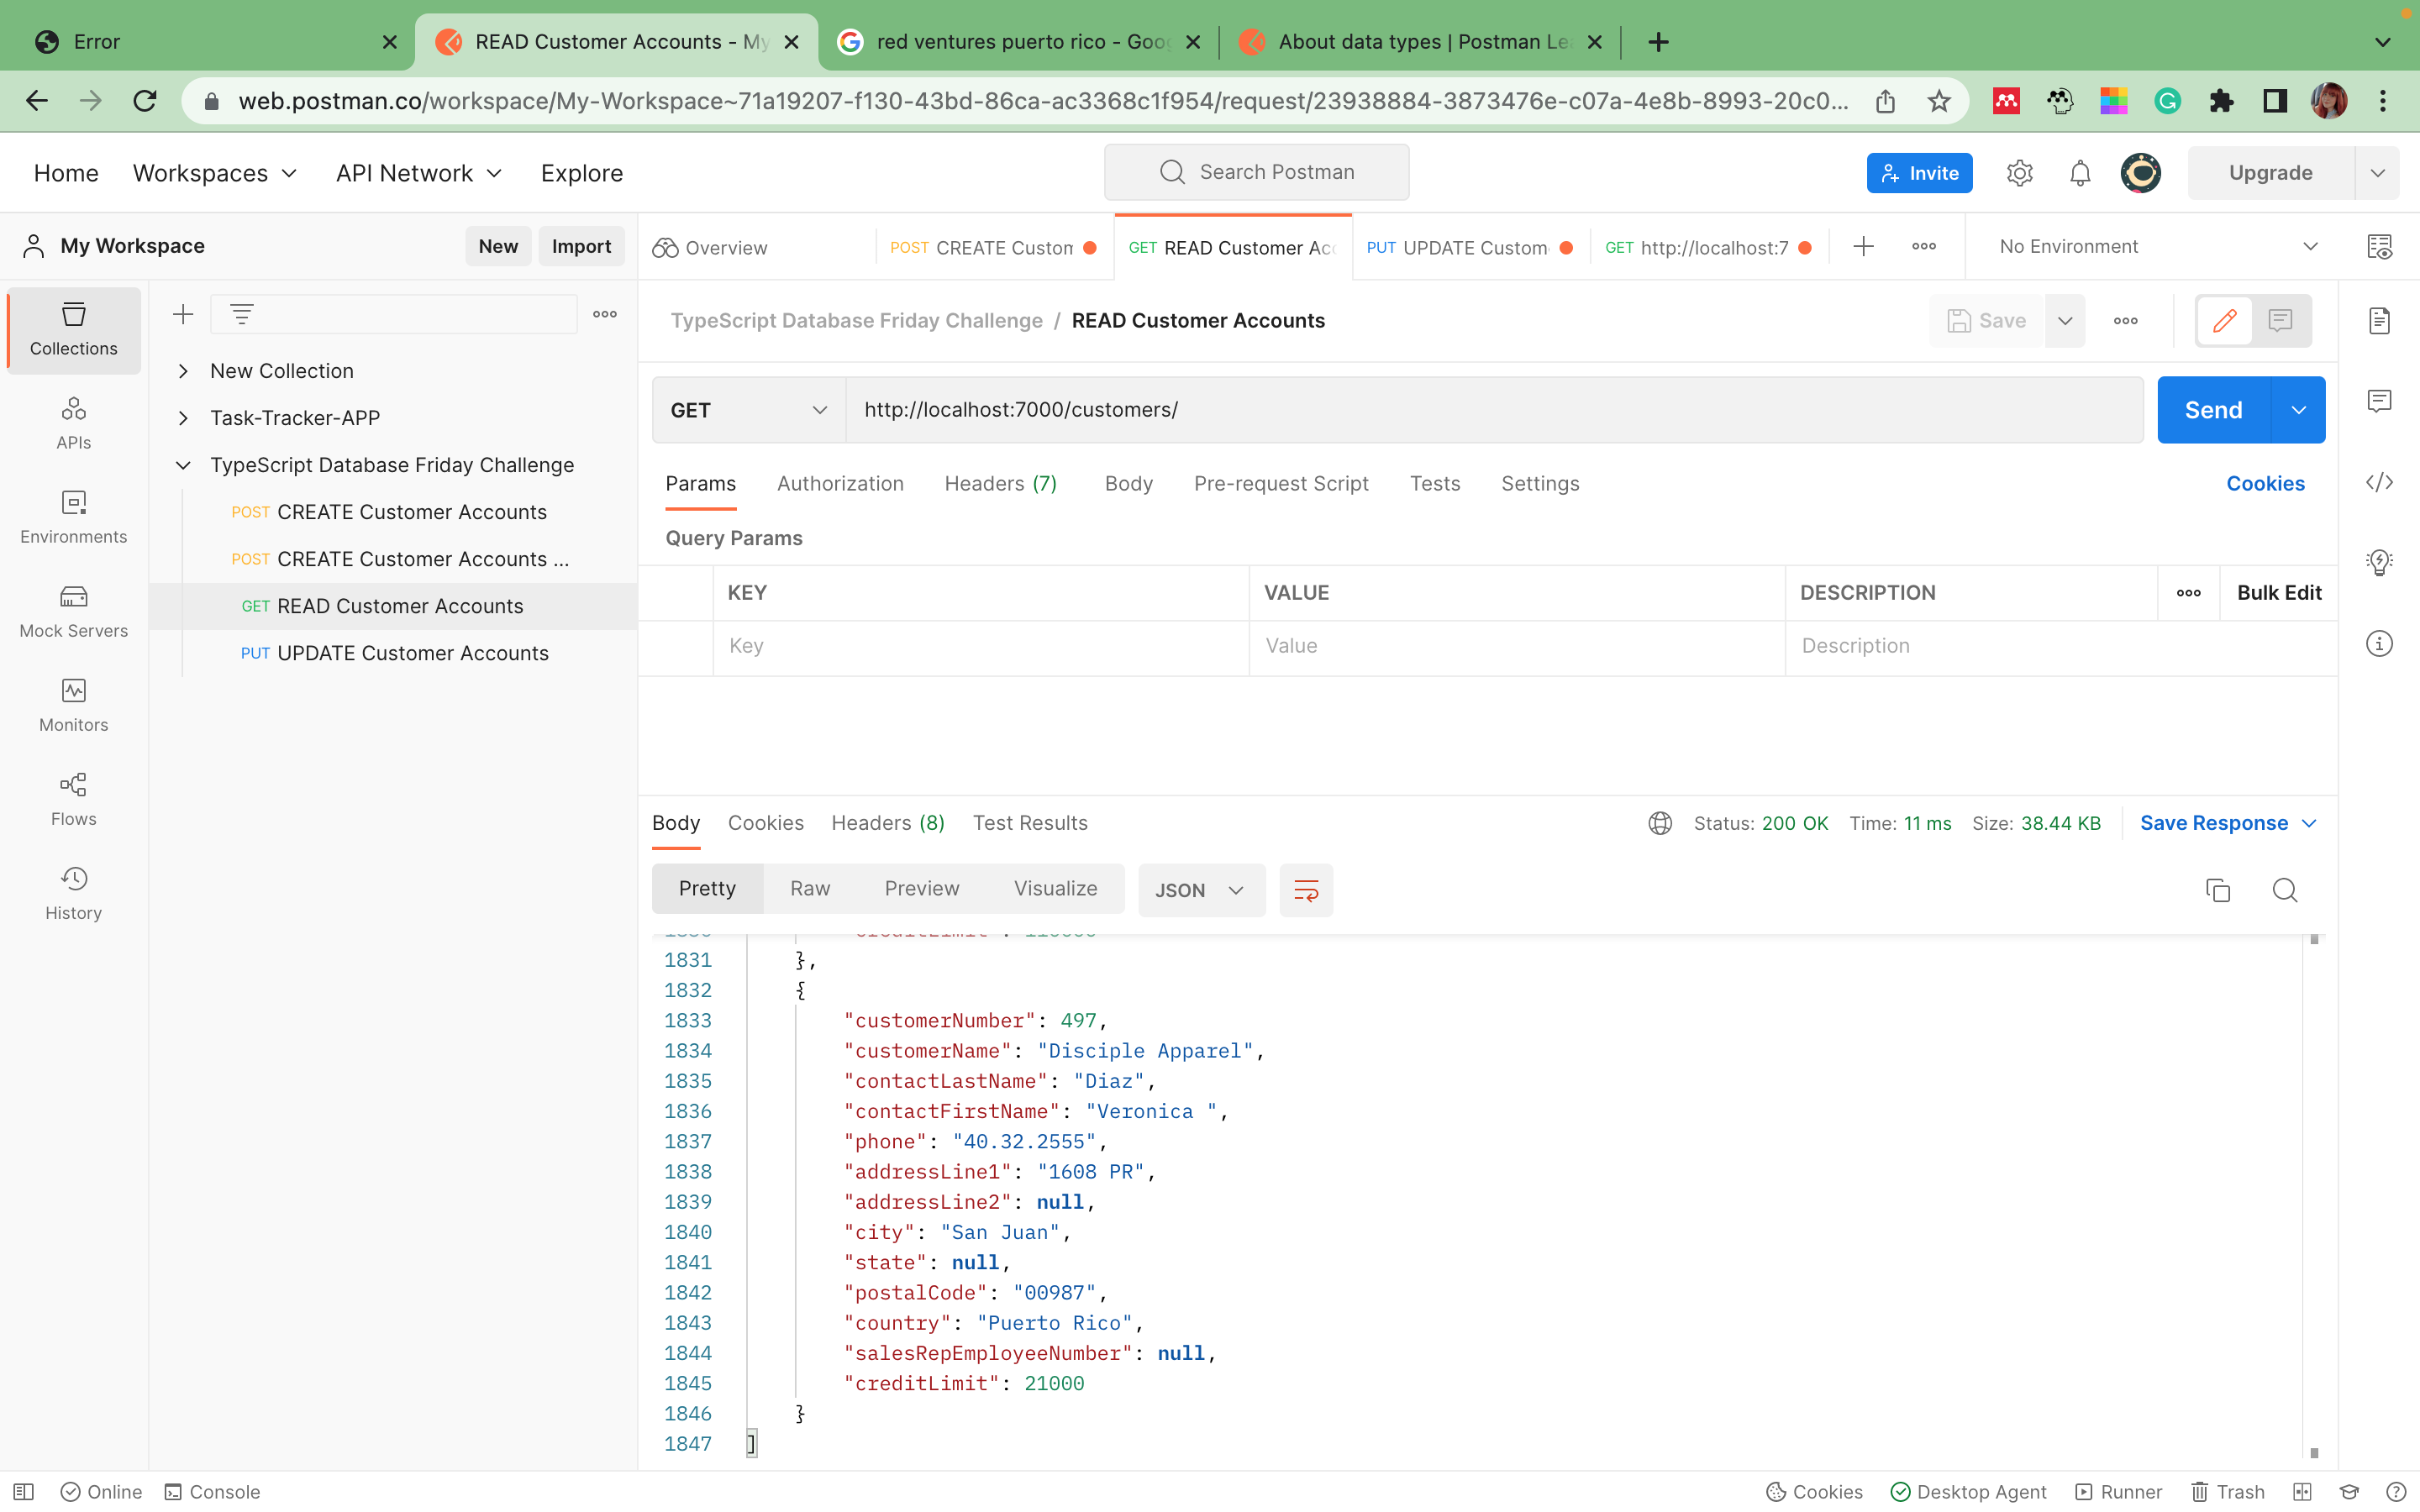 Error
READ Customer Accounts - My
red ventures puerto rico - Goog
About data types | Postman Le
web.postman.co/workspace/My-Workspace~71a19207-f130-43bd-86ca-ac3368c1f954/request/23938884-3873476e-c07a-4e8b-8993-20c0...
Home
Workspaces
API Network
Explore
Search Postman
Invite
Upgrade
My Workspace
New
Import
Overview
POST CREATE Custom
GET READ Customer Acc
PUT UPDATE Custom
GET http://localhost:7
No Environment
Collections
APIs
Environments
Mock Servers
Monitors
Flows
History
New Collection
Task-Tracker-APP
TypeScript Database Friday Challenge
POST CREATE Customer Accounts
POST CREATE Customer Accounts ...
GET READ Customer Accounts
PUT UPDATE Customer Accounts
TypeScript Database Friday Challenge / READ Customer Accounts
Save
GET
http://localhost:7000/customers/
Send
Params
Authorization
Headers (7)
Body
Pre-request Script
Tests
Settings
Cookies
Query Params
KEY
VALUE
DESCRIPTION
Bulk Edit
Key
Value
Description
Body
Cookies
Headers (8)
Test Results
Status: 200 OK
Time: 11 ms
Size: 38.44 KB
Save Response
Pretty
Raw
Preview
Visualize
JSON
1831 },
1832 {
1833 "customerNumber": 497,
1834 "customerName": "Disciple Apparel",
1835 "contactLastName": "Diaz",
1836 "contactFirstName": "Veronica ",
1837 "phone": "40.32.2555",
1838 "addressLine1": "1608 PR",
1839 "addressLine2": null,
1840 "city": "San Juan",
1841 "state": null,
1842 "postalCode": "00987",
1843 "country": "Puerto Rico",
1844 "salesRepEmployeeNumber": null,
1845 "creditLimit": 21000
1846 }
1847 ]
Online
Console
Cookies
Desktop Agent
Runner
Trash